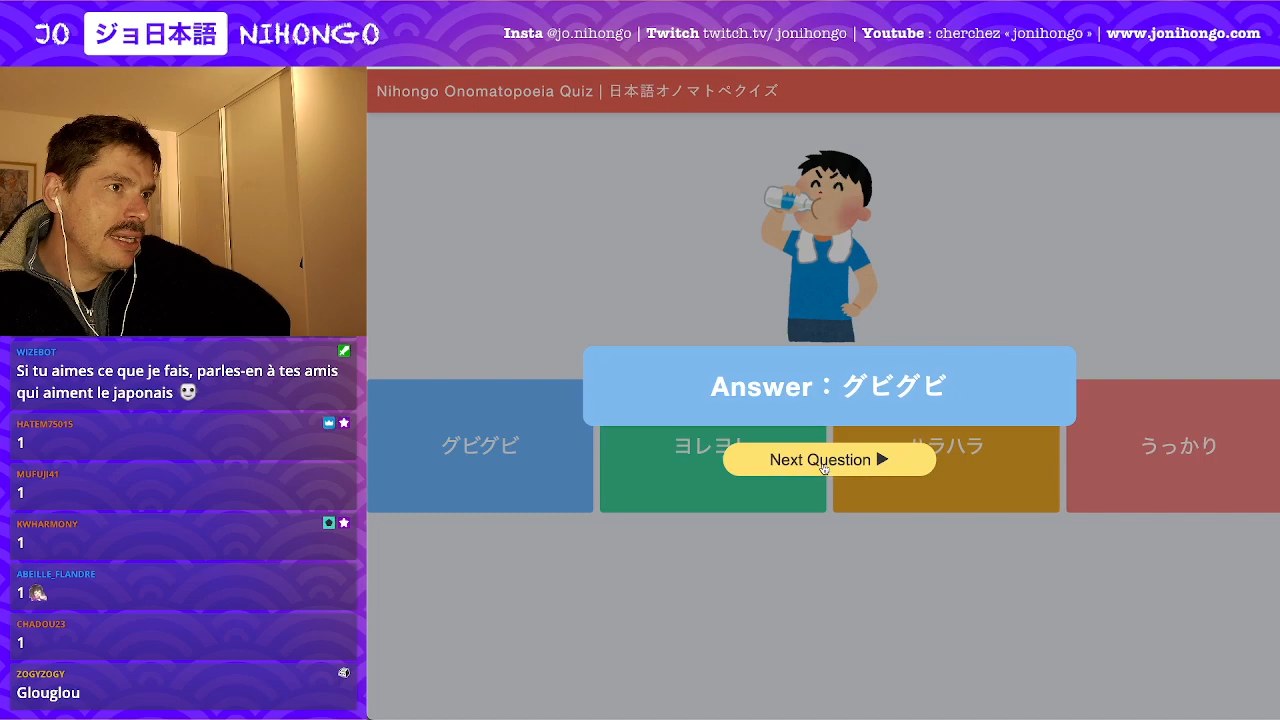 JO ジョ日本語 NIHONGO
Insta @jo.nihongo | Twitch twitch.tv/jonihongo | Youtube : cherchez « jonihongo » | www.jonihongo.com
Nihongo Onomatopoeia Quiz | 日本語オノマトペクイズ
Answer：グビグビ
グビグビ
うっかり
Next Question ▶
WIZEBOT
Si tu aimes ce que je fais, parles-en à tes amis
qui aiment le japonais
HATEM75015
1
MUFUJI41
1
KWHARMONY
1
ABEILLE_FLANDRE
1
CHADOU23
1
ZOGYZOGY
Glouglou